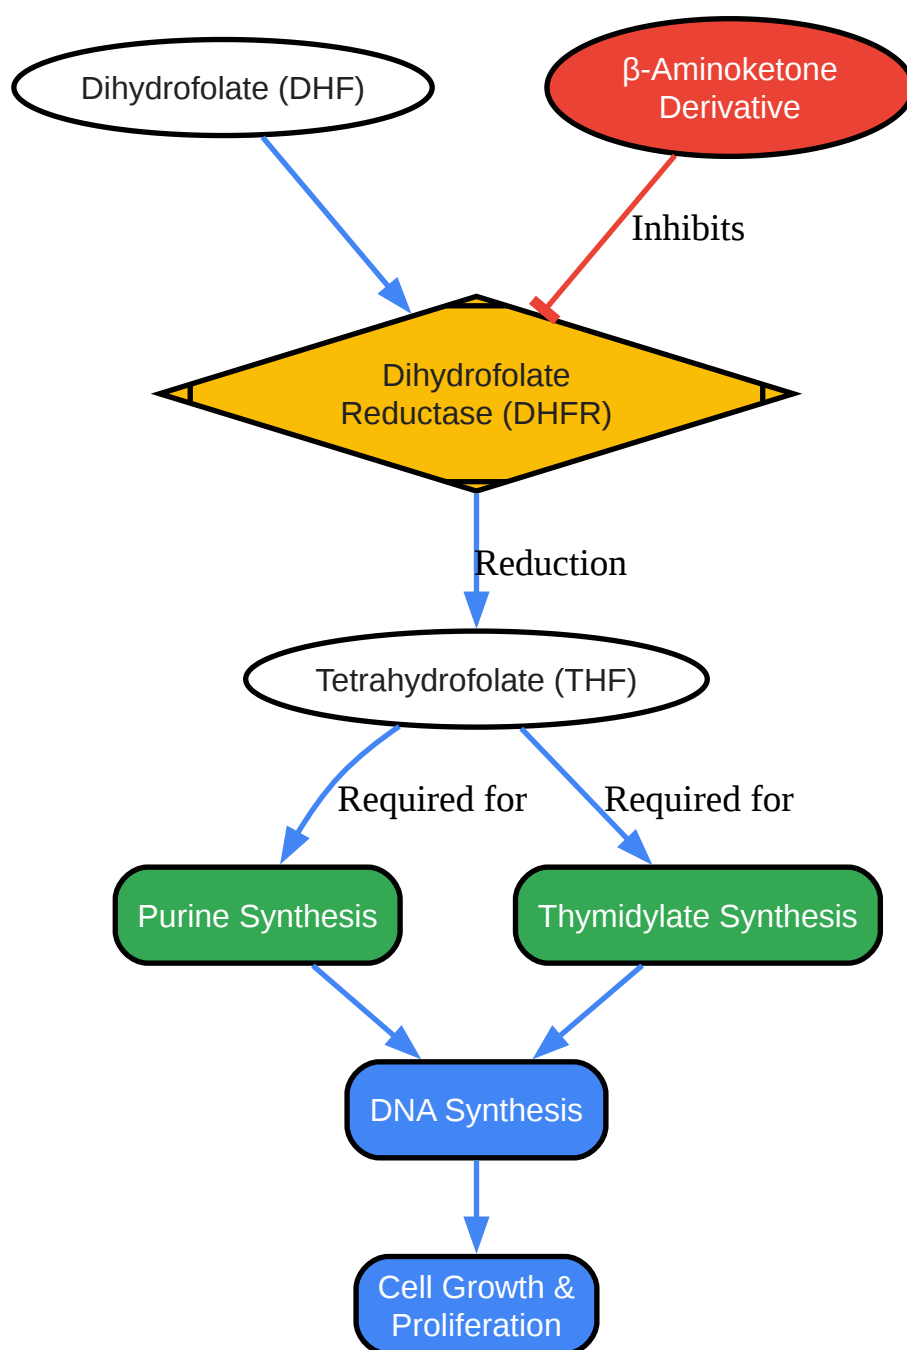 Dihydrofolate (DHF)
β-Aminoketone
Derivative
Inhibits
Dihydrofolate
Reductase (DHFR)
Reduction
Tetrahydrofolate (THF)
Required for
Required for
Purine Synthesis
Thymidylate Synthesis
DNA Synthesis
Cell Growth &
Proliferation